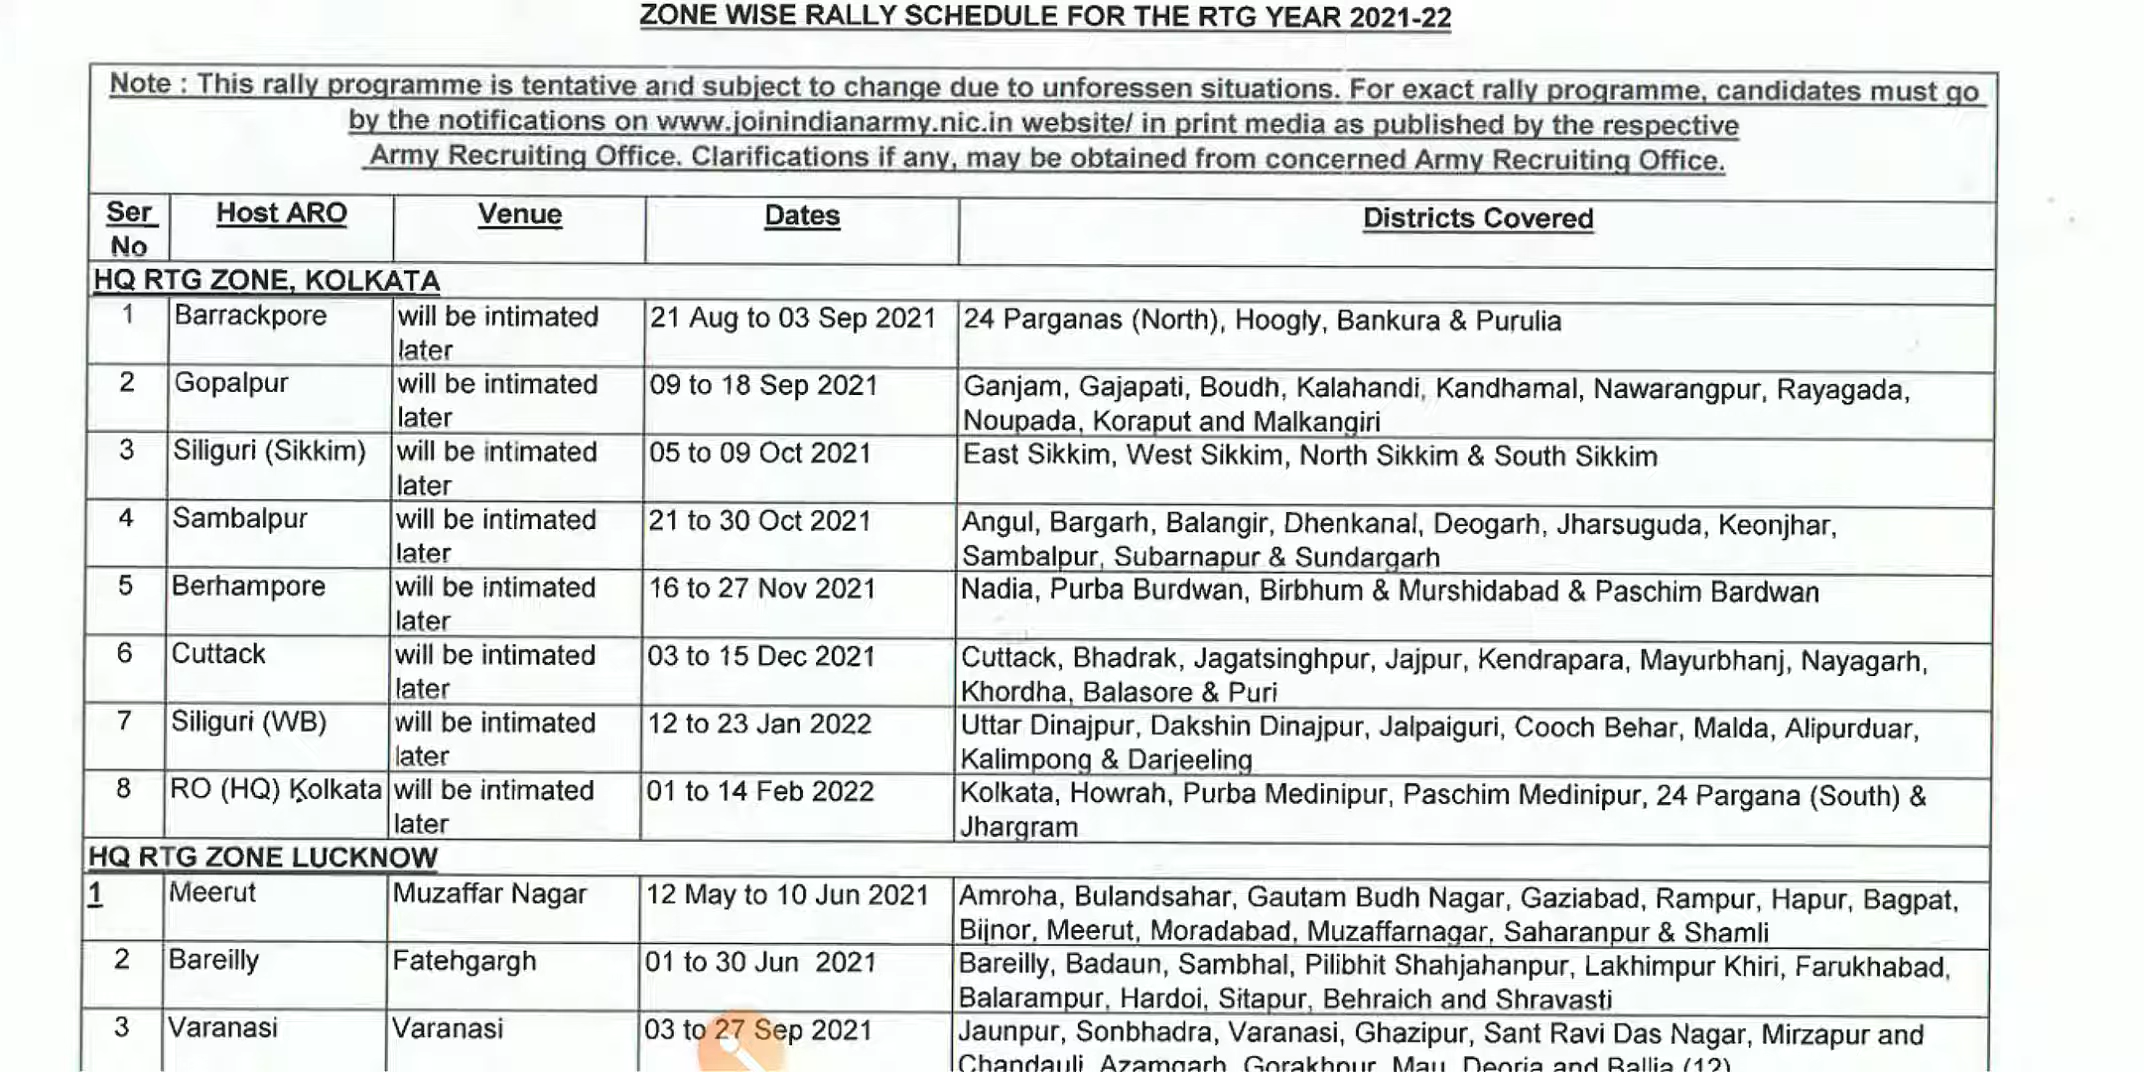 ZONE WISE RALLY SCHEDULE FOR THE RTG YEAR 2021-22
Note : This rally programme is tentative and subject to change due to unforessen situations. For exact rally programme, candidates must go
by the notifications on www.joinindianarmy.nic.in website/ in print media as published by the respective
Army Recruiting Office. Clarifications if any, may be obtained from concerned Army Recruiting Office.
Ser No Host ARO Venue Dates Districts Covered
HQ RTG ZONE, KOLKATA
1 Barrackpore will be intimated later 21 Aug to 03 Sep 2021 24 Parganas (North), Hoogly, Bankura & Purulia
2 Gopalpur will be intimated later 09 to 18 Sep 2021 Ganjam, Gajapati, Boudh, Kalahandi, Kandhamal, Nawarangpur, Rayagada,
Noupada, Koraput and Malkangiri
3 Siliguri (Sikkim) will be intimated later 05 to 09 Oct 2021 East Sikkim, West Sikkim, North Sikkim & South Sikkim
4 Sambalpur will be intimated later 21 to 30 Oct 2021 Angul, Bargarh, Balangir, Dhenkanal, Deogarh, Jharsuguda, Keonjhar,
Sambalpur, Subarnapur & Sundargarh
5 Berhampore will be intimated later 16 to 27 Nov 2021 Nadia, Purba Burdwan, Birbhum & Murshidabad & Paschim Bardwan
6 Cuttack will be intimated later 03 to 15 Dec 2021 Cuttack, Bhadrak, Jagatsinghpur, Jajpur, Kendrapara, Mayurbhanj, Nayagarh,
Khordha, Balasore & Puri
7 Siliguri (WB) will be intimated later 12 to 23 Jan 2022 Uttar Dinajpur, Dakshin Dinajpur, Jalpaiguri, Cooch Behar, Malda, Alipurduar,
Kalimpong & Darjeeling
8 RO (HQ) Kolkata will be intimated later 01 to 14 Feb 2022 Kolkata, Howrah, Purba Medinipur, Paschim Medinipur, 24 Pargana (South) &
Jhargram
HQ RTG ZONE LUCKNOW
1 Meerut Muzaffar Nagar 12 May to 10 Jun 2021 Amroha, Bulandsahar, Gautam Budh Nagar, Gaziabad, Rampur, Hapur, Bagpat,
Bijnor, Meerut, Moradabad, Muzaffarnagar, Saharanpur & Shamli
2 Bareilly Fatehgargh 01 to 30 Jun 2021 Bareilly, Badaun, Sambhal, Pilibhit Shahjahanpur, Lakhimpur Khiri, Farukhabad,
Balarampur, Hardoi, Sitapur, Behraich and Shravasti
3 Varanasi Varanasi 03 to 27 Sep 2021 Jaunpur, Sonbhadra, Varanasi, Ghazipur, Sant Ravi Das Nagar, Mirzapur and
Chandauli, Azamgarh, Gorakhpur, Mau, Deoria and Ballia (12)